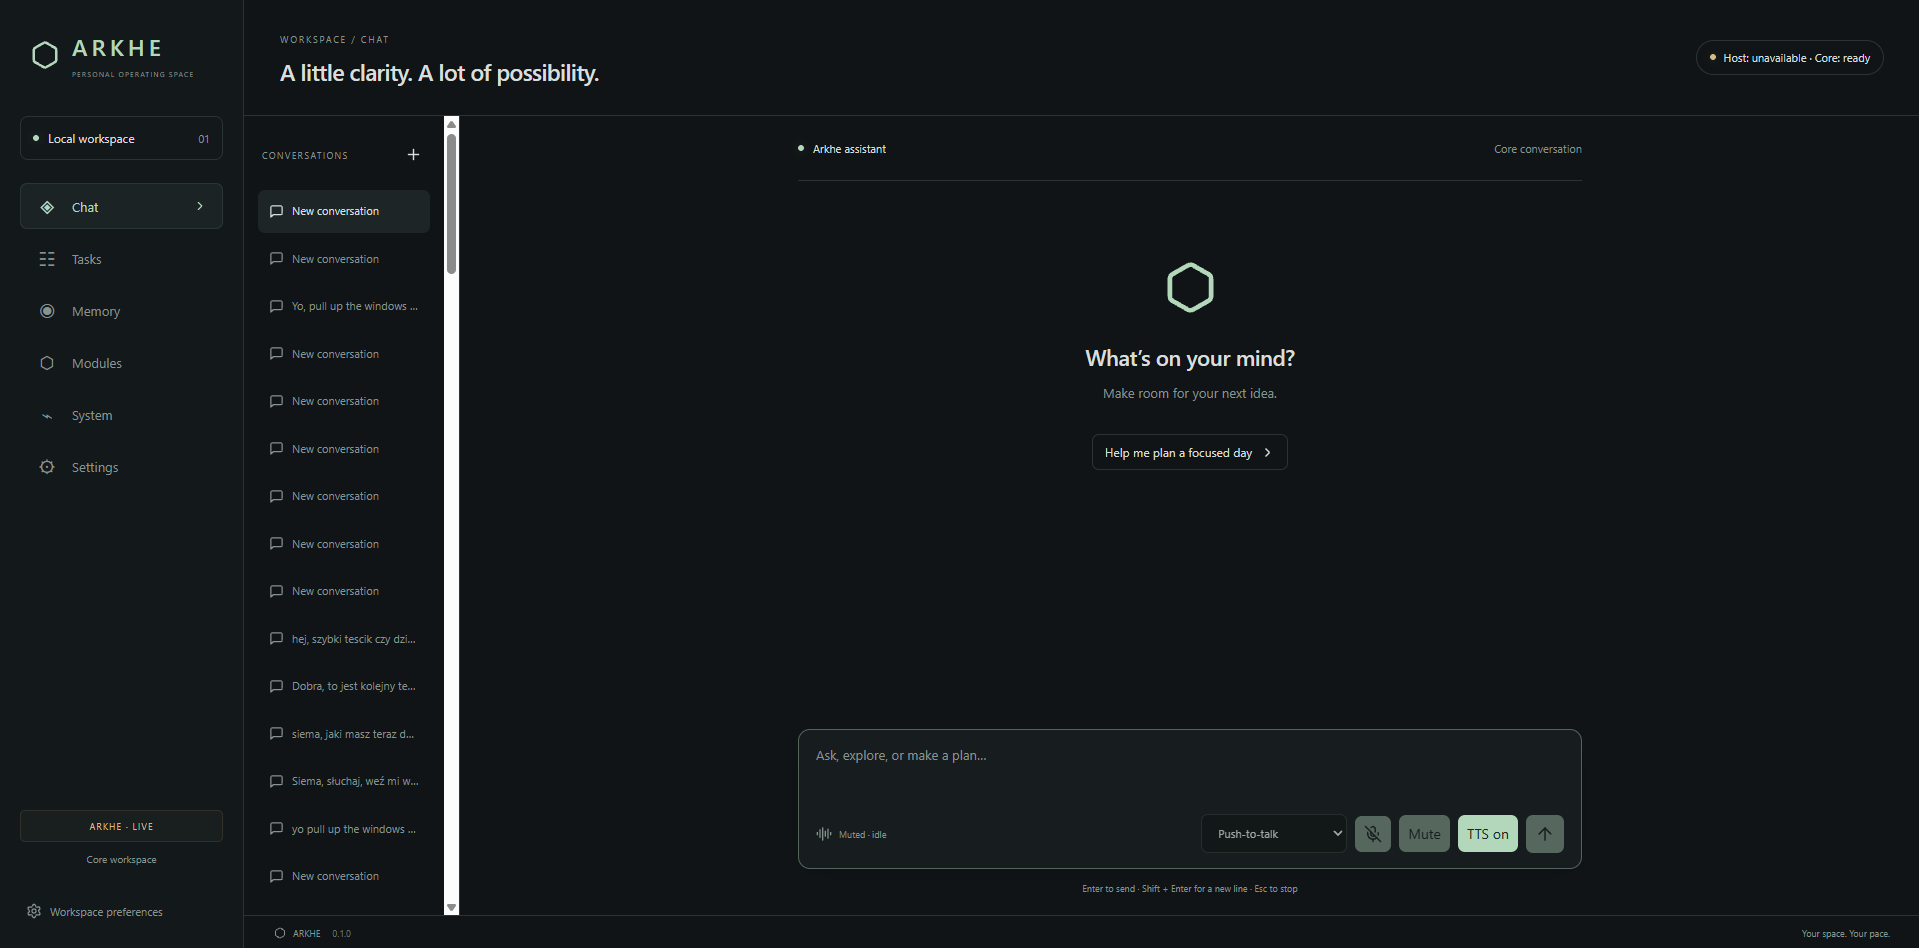 ARKHE
PERSONAL OPERATING SPACE
Local workspace 01
Chat
Tasks
Memory
Modules
System
Settings
ARKHE · LIVE
Core workspace
Workspace preferences
WORKSPACE / CHAT
A little clarity. A lot of possibility.
Host: unavailable · Core: ready
CONVERSATIONS
New conversation
New conversation
Yo, pull up the windows ...
New conversation
New conversation
New conversation
New conversation
New conversation
New conversation
hej, szybki tescik czy dzi...
Dobra, to jest kolejny te...
siema, jaki masz teraz d...
Siema, słuchaj, weź mi w...
yo pull up the windows ...
New conversation
Arkhe assistant
Core conversation
What's on your mind?
Make room for your next idea.
Help me plan a focused day
Ask, explore, or make a plan...
Muted · idle
Push-to-talk
Mute
TTS on
Enter to send · Shift + Enter for a new line · Esc to stop
ARKHE 0.1.0
Your space. Your pace.